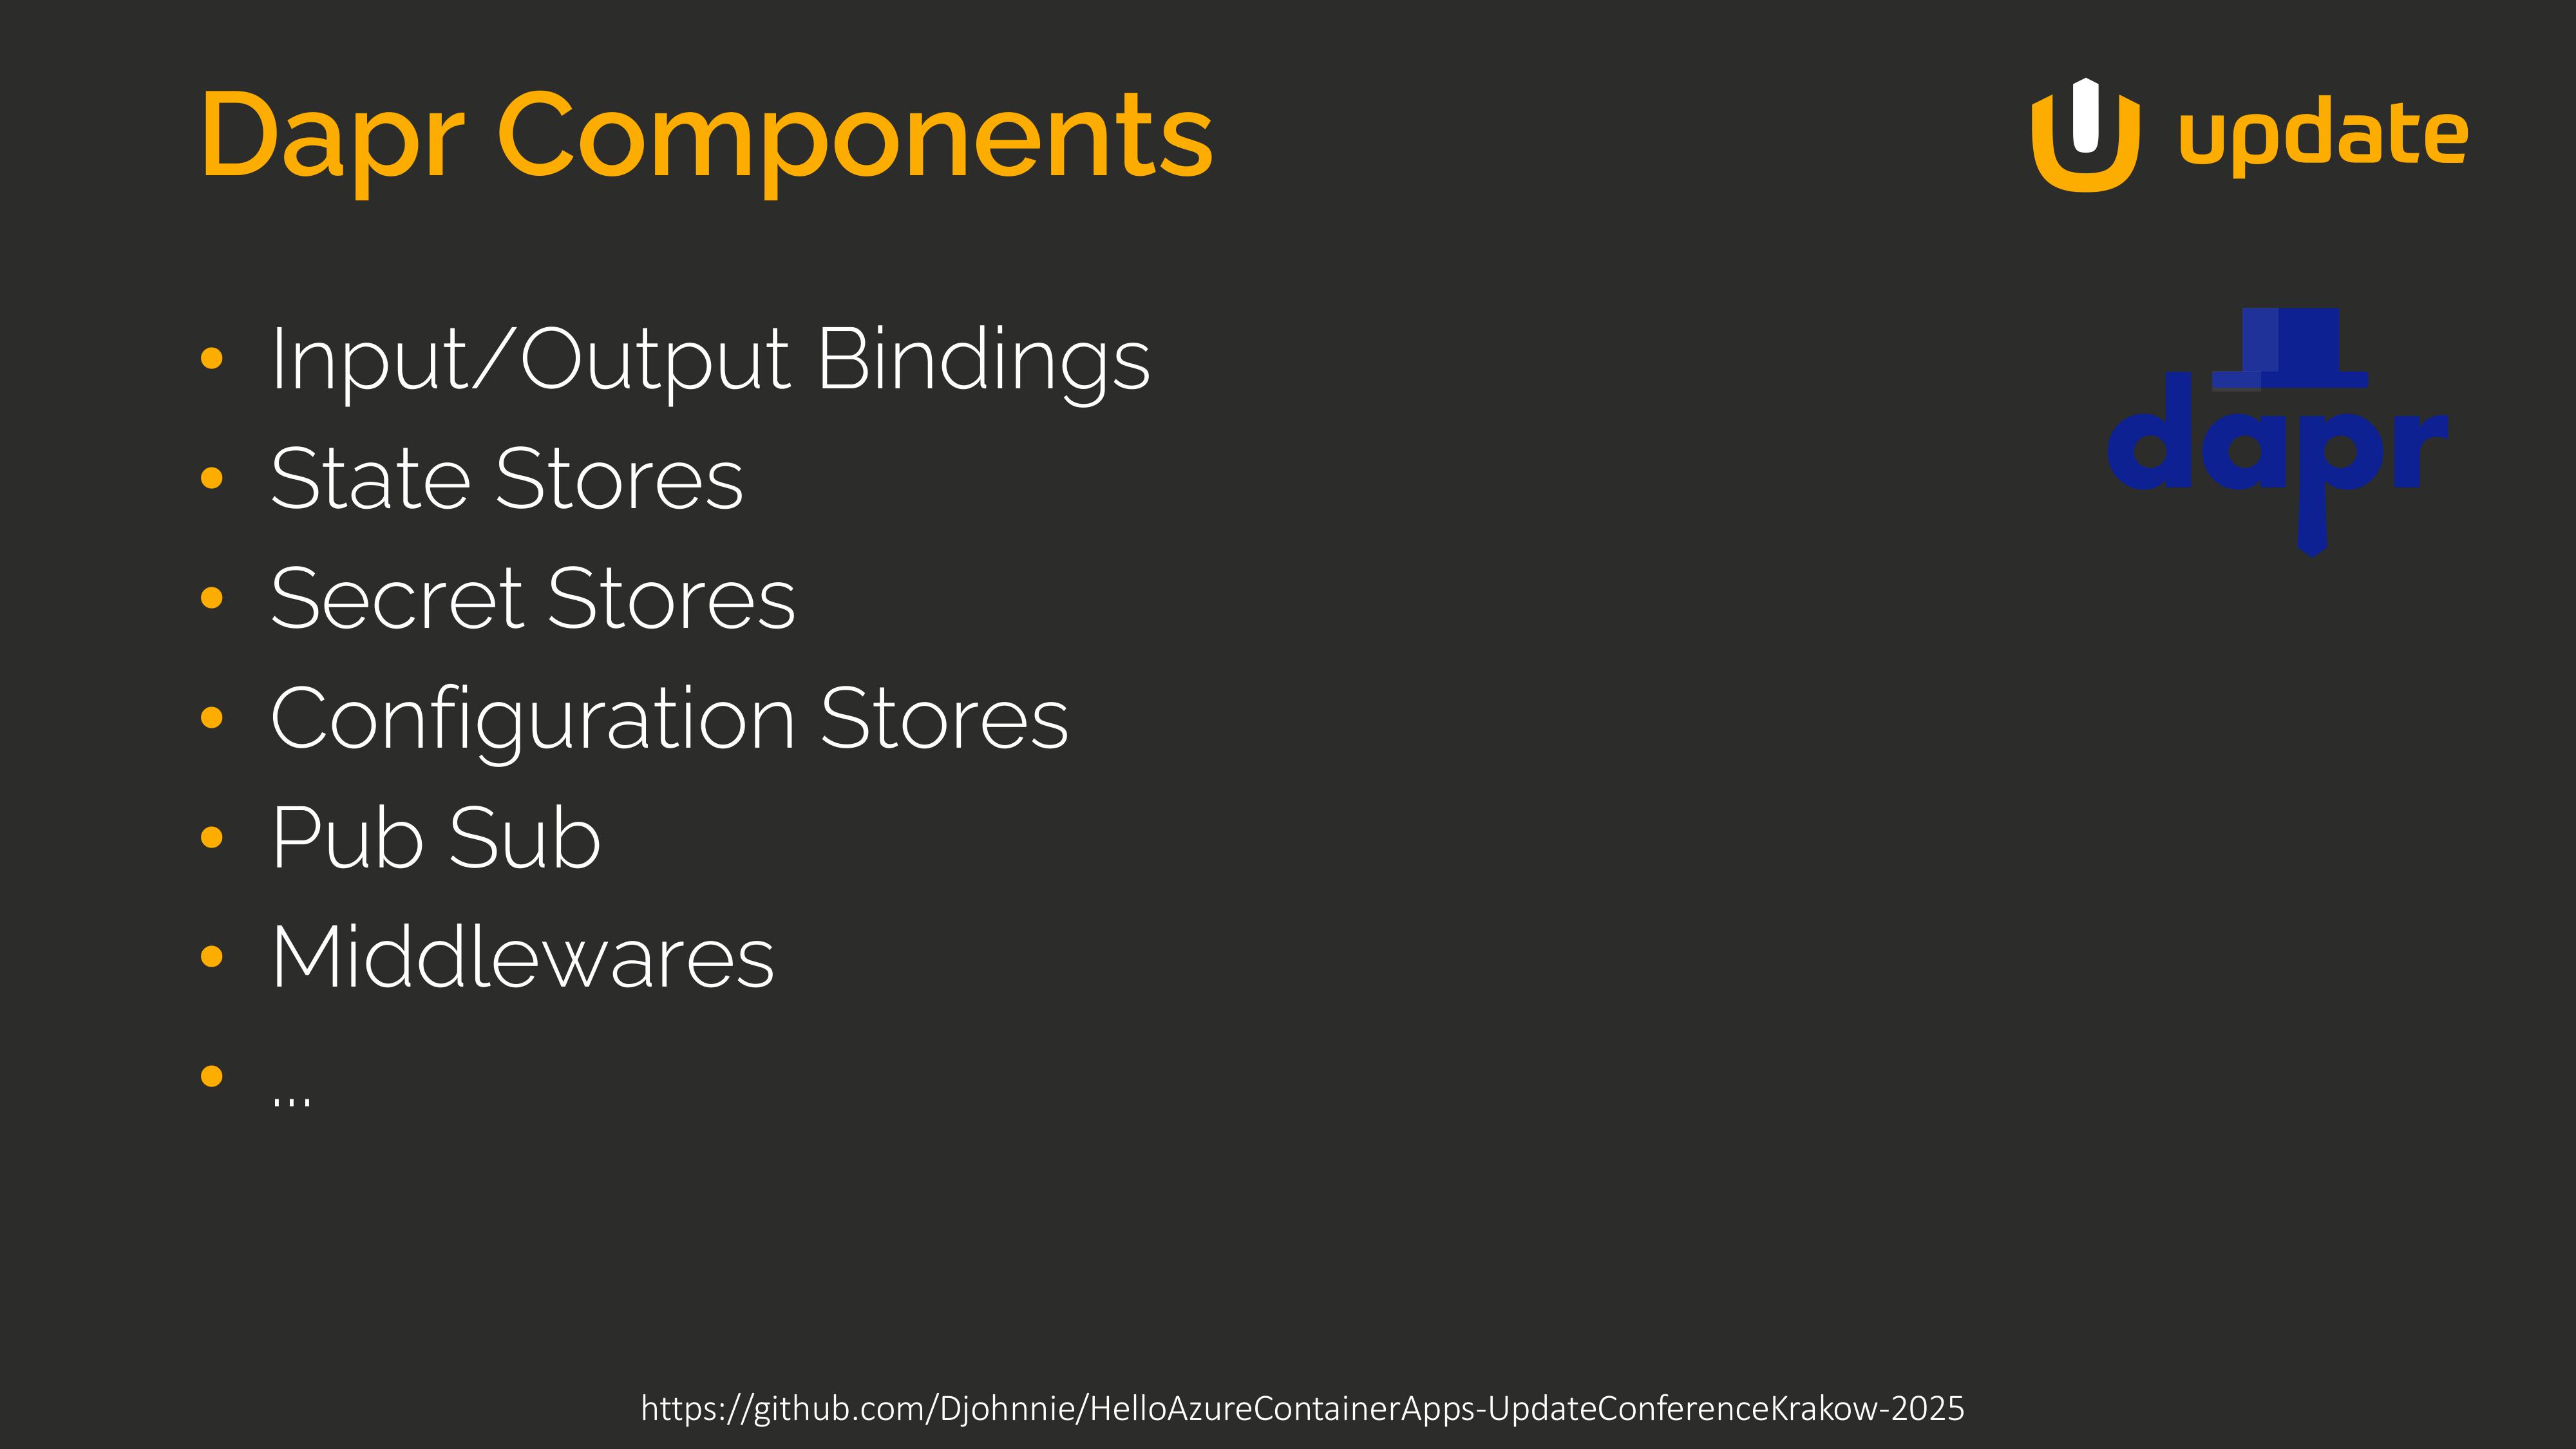 Dapr Components
update
dapr
• Input/Output Bindings
• State Stores
• Secret Stores
• Configuration Stores
• Pub Sub
• Middlewares
• ...
https://github.com/Djohnnie/HelloAzureContainerApps-UpdateConferenceKrakow-2025